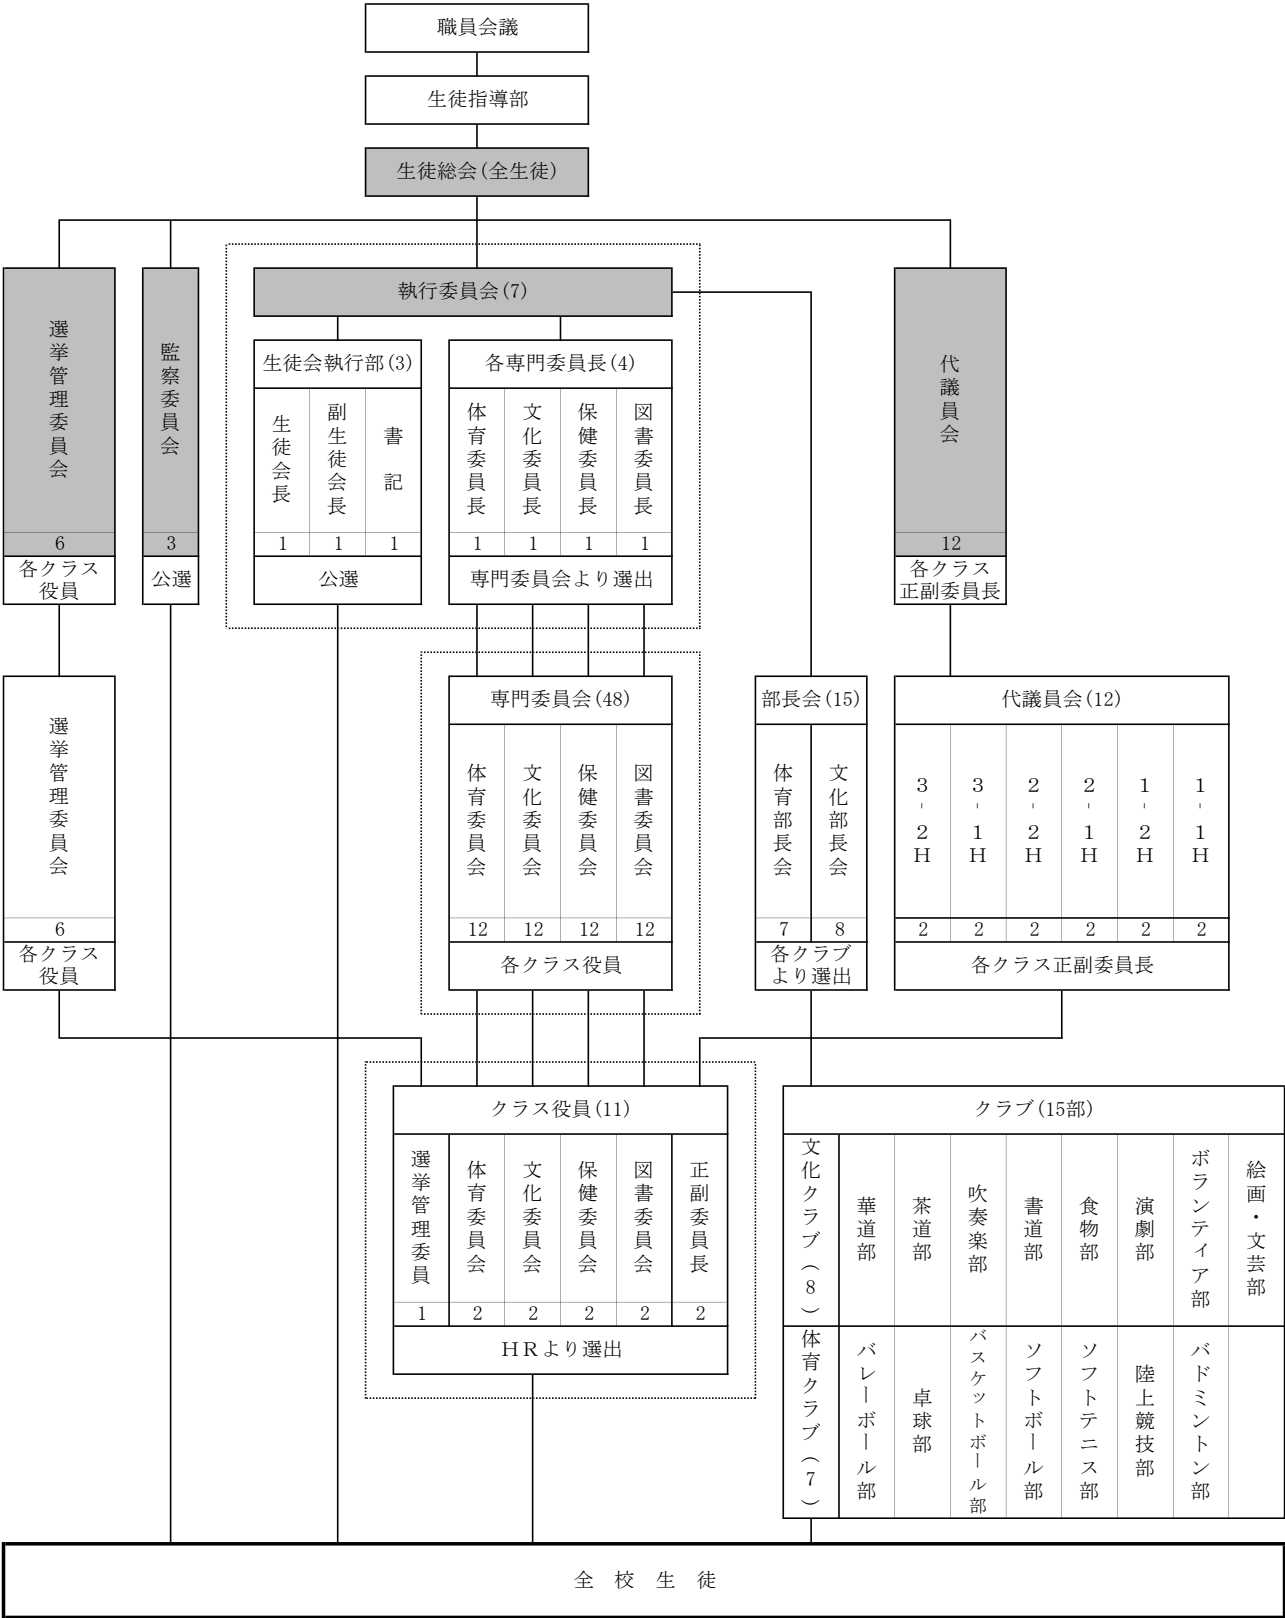 職員会議
生徒指導部
生徒総会(全生徒)
選挙管理委員会
6
各クラス
役員
監察委員会
3
公選
執行委員会(7)
生徒会執行部(3)
生徒会長
副生徒会長
書記
1
1
1
公選
各専門委員長(4)
体育委員長
文化委員長
保健委員長
図書委員長
1
1
1
1
専門委員会より選出
代議員会
12
各クラス
正副委員長
選挙管理委員会
6
各クラス
役員
専門委員会(48)
体育委員会
文化委員会
保健委員会
図書委員会
12
12
12
12
各クラス役員
部長会(15)
体育部長会
文化部長会
7
8
各クラブ
より選出
代議員会(12)
3-2H
3-1H
2-2H
2-1H
1-2H
1-1H
2
2
2
2
2
2
各クラス正副委員長
クラス役員(11)
選挙管理委員
体育委員会
文化委員会
保健委員会
図書委員会
正副委員長
1
2
2
2
2
2
HRより選出
クラブ(15部)
文化クラブ(8)
華道部
茶道部
吹奏楽部
書道部
食物部
演劇部
ボランティア部
絵画・文芸部
体育クラブ(7)
バレーボール部
卓球部
バスケットボール部
ソフトボール部
ソフトテニス部
陸上競技部
バドミントン部
全校生徒